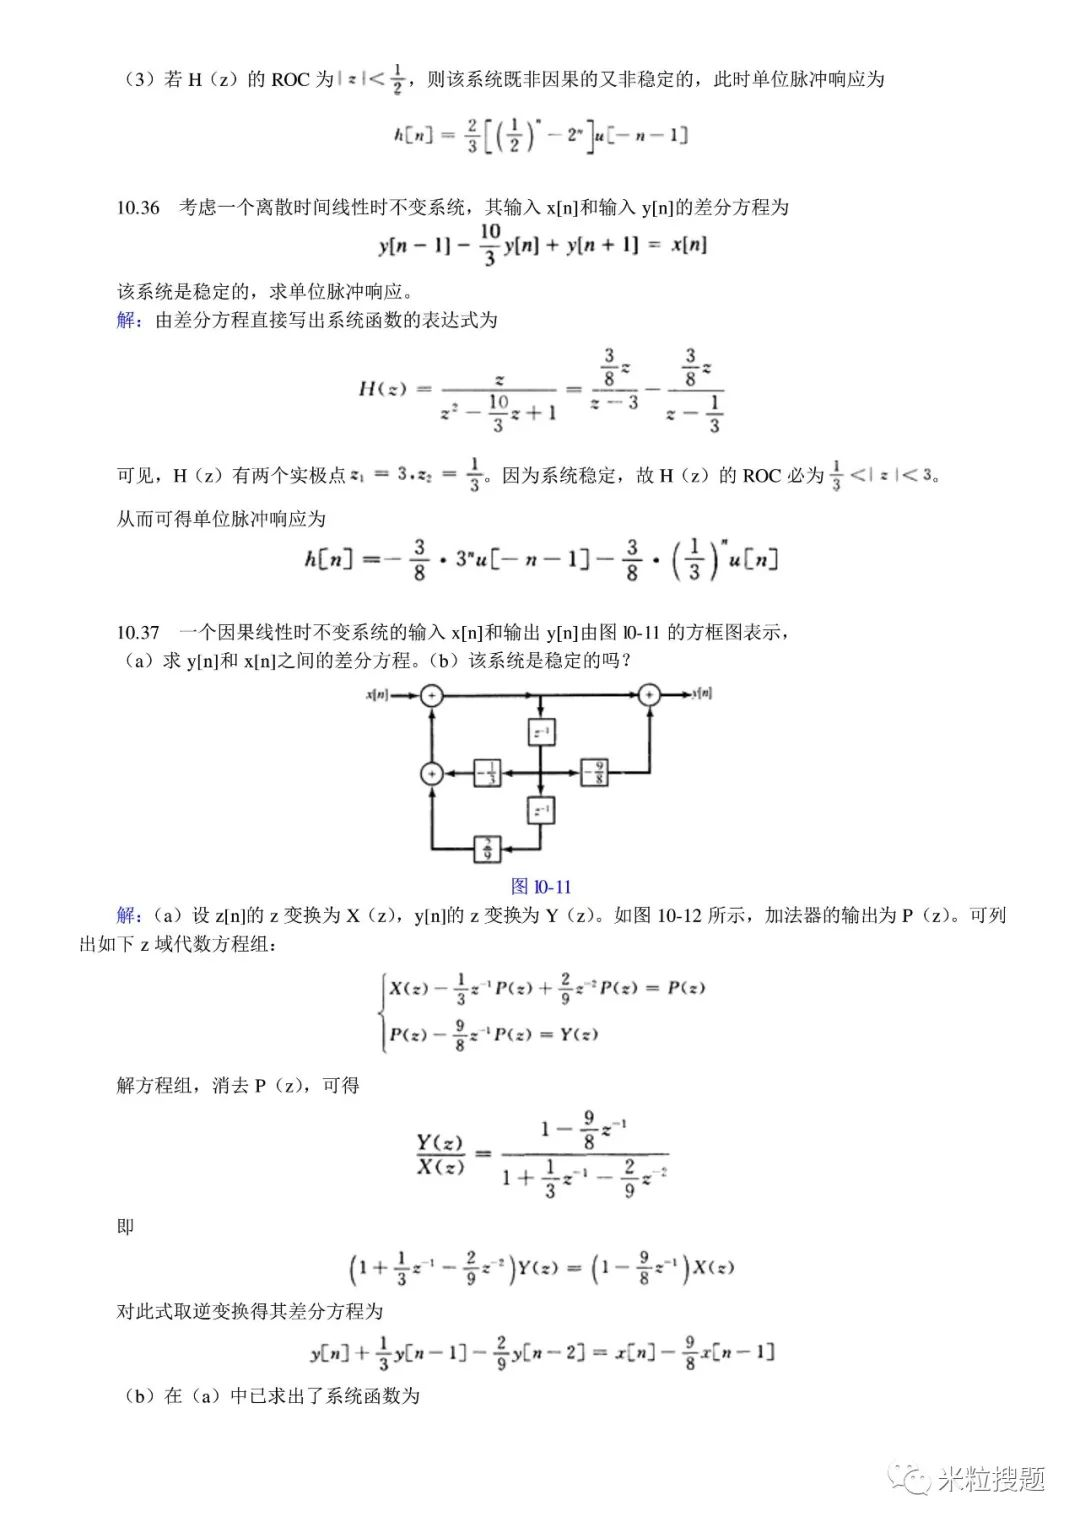 （3）若 H（z）的 ROC 为 |z|<1/2，则该系统既非因果的又非稳定的，此时单位脉冲响应为
h[n] = 2/3[(1/2)^n − 2^n]u[−n−1]
10.36 考虑一个离散时间线性时不变系统，其输入 x[n]和输入 y[n]的差分方程为
y[n − 1] − 10/3 y[n] + y[n + 1] = x[n]
该系统是稳定的，求单位脉冲响应。
解：由差分方程直接写出系统函数的表达式为
H(z) = z/(z² − 10/3 z + 1) = (3/8 z)/(z − 3) − (3/8 z)/(z − 1/3)
可见，H（z）有两个实极点 z₁ = 3,z₂ = 1/3。因为系统稳定，故 H（z）的 ROC 必为 1/3<|z|<3。
从而可得单位脉冲响应为
h[n] = − 3/8 · 3^n u[− n − 1] − 3/8 · (1/3)^n u[n]
10.37 一个因果线性时不变系统的输入 x[n]和输出 y[n]由图 10-11 的方框图表示，
（a）求 y[n]和 x[n]之间的差分方程。（b）该系统是稳定的吗？
x[n] + + y[n]
z⁻¹
+ −1/3 −9/8
z⁻¹
2/9
图 10-11
解：（a）设 z[n]的 z 变换为 X（z），y[n]的 z 变换为 Y（z）。如图 10-12 所示，加法器的输出为 P（z）。可列
出如下 z 域代数方程组：
X(z) − 1/3 z⁻¹P(z) + 2/9 z⁻²P(z) = P(z)
P(z) − 9/8 z⁻¹P(z) = Y(z)
解方程组，消去 P（z），可得
Y(z)/X(z) = (1 − 9/8 z⁻¹)/(1 + 1/3 z⁻¹ − 2/9 z⁻²)
即
(1 + 1/3 z⁻¹ − 2/9 z⁻²)Y(z) = (1 − 9/8 z⁻¹)X(z)
对此式取逆变换得其差分方程为
y[n] + 1/3 y[n − 1] − 2/9 y[n − 2] = x[n] − 9/8 x[n − 1]
（b）在（a）中已求出了系统函数为
米粒搜题